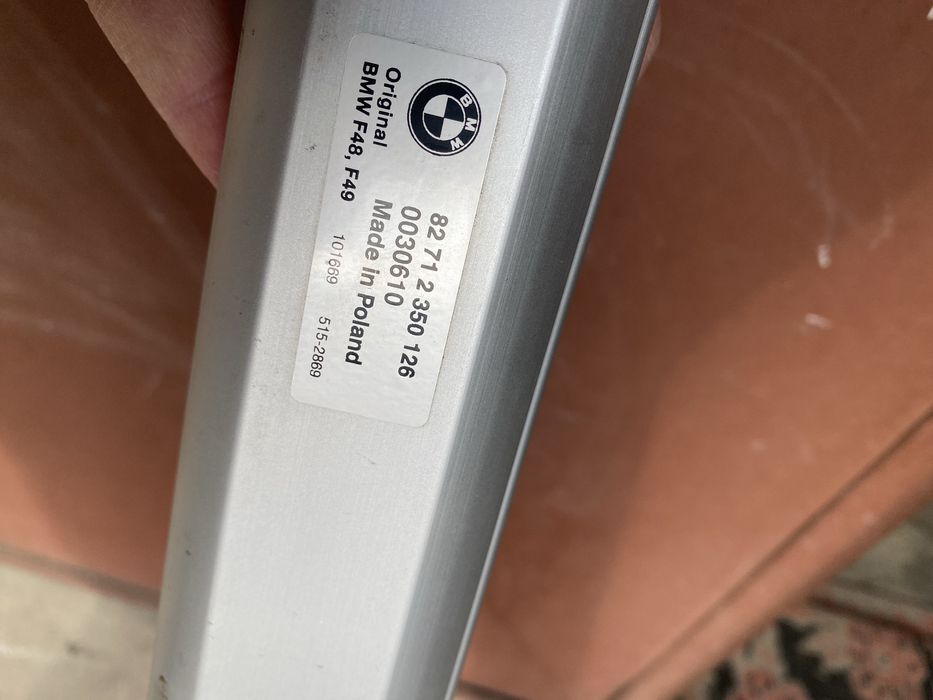 BMW
82 71 2 350 126
0030610
Made in Poland
Original
BMW F48, F49
101669
515-2869